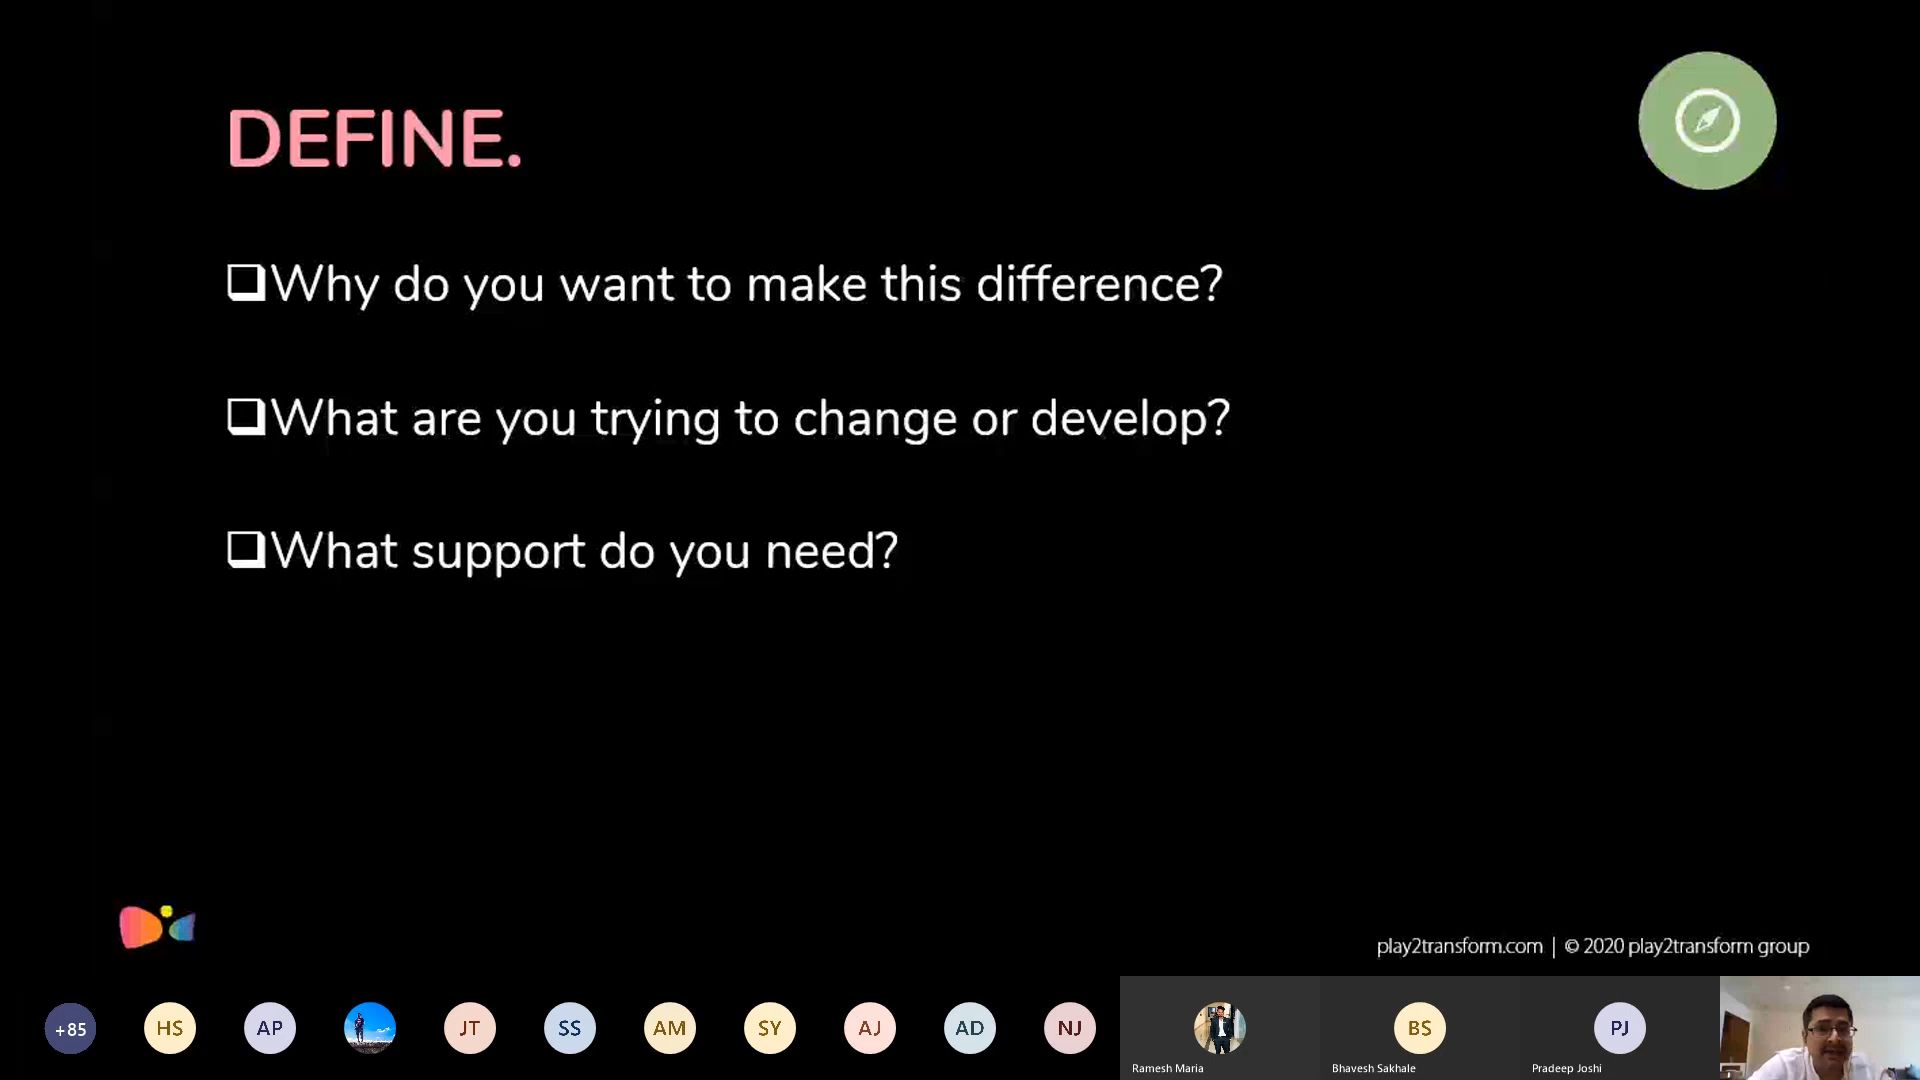 DEFINE.
❑Why do you want to make this difference?
❑What are you trying to change or develop?
❑What support do you need?
play2transform.com | © 2020 play2transform group
+85 HS AP JT SS AM SY AJ AD NJ BS PJ
Ramesh Maria Bhavesh Sakhale Pradeep Joshi